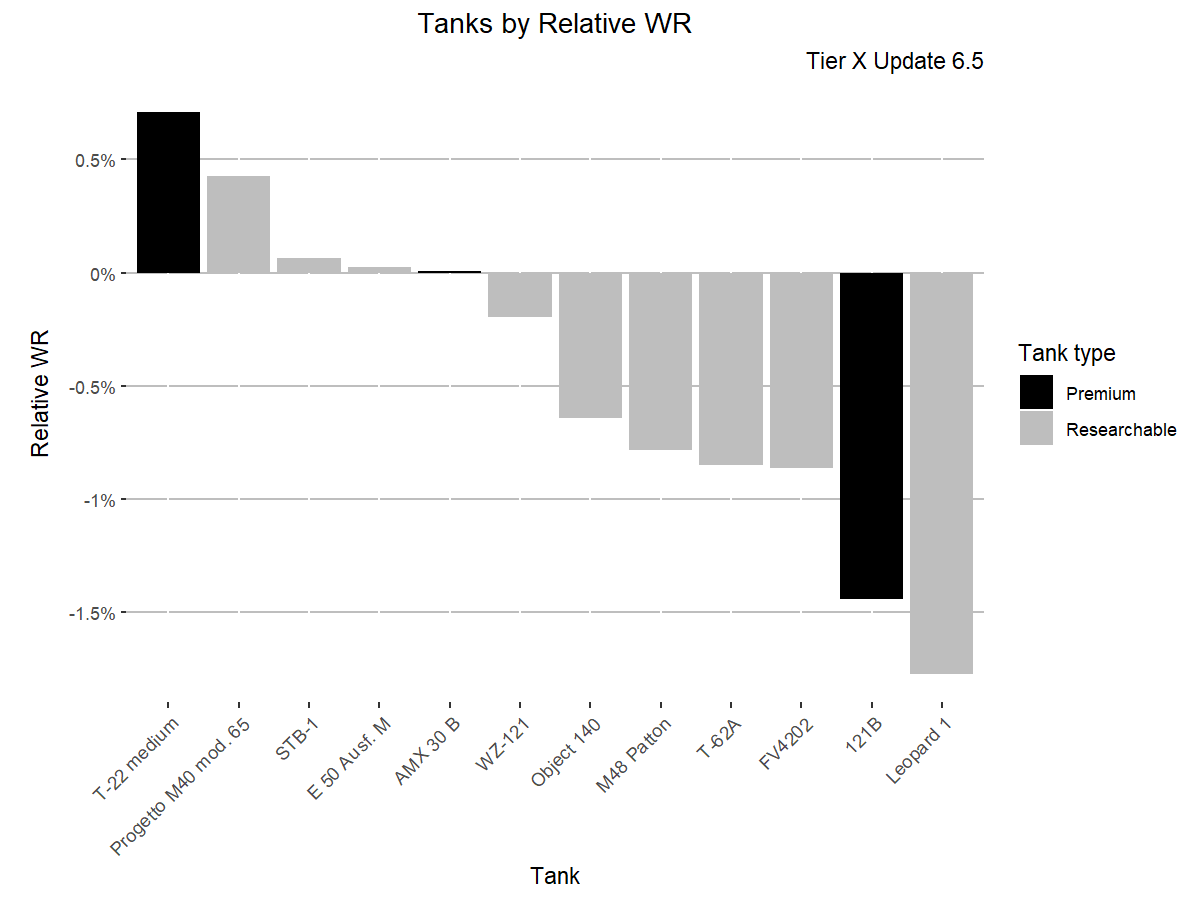 Tanks by Relative WR
Tier X Update 6.5
0.5%
0%
-0.5%
-1%
-1.5%
Relative WR
T-22 medium
Progetto M40 mod. 65
STB-1
E 50 Ausf. M
AMX 30 B
WZ-121
Object 140
M48 Patton
T-62A
FV4202
121B
Leopard 1
Tank
Tank type
Premium
Researchable